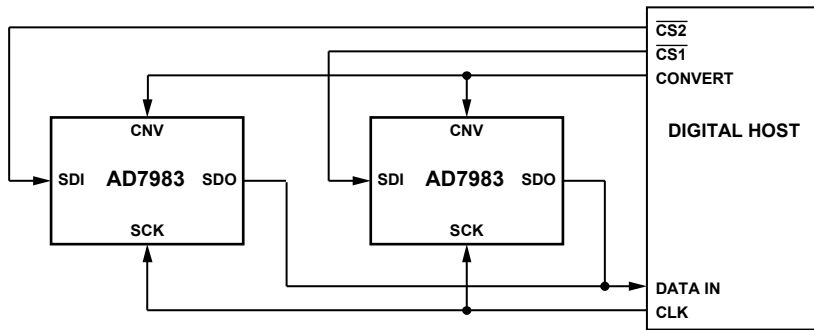 CS2
CS1
CONVERT
CNV
CNV
DIGITAL HOST
SDI AD7983 SDO
SDI AD7983 SDO
SCK
SCK
DATA IN
CLK